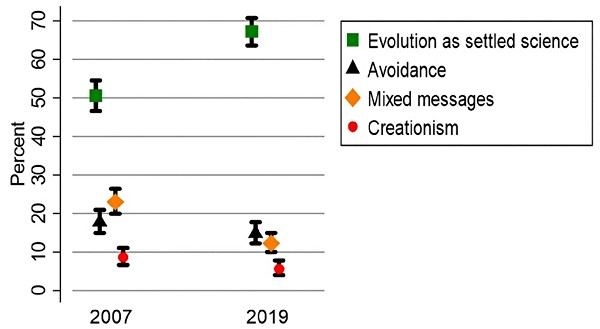 Percent
70
60
50
40
30
20
10
0
2007 2019
Evolution as settled science
Avoidance
Mixed messages
Creationism